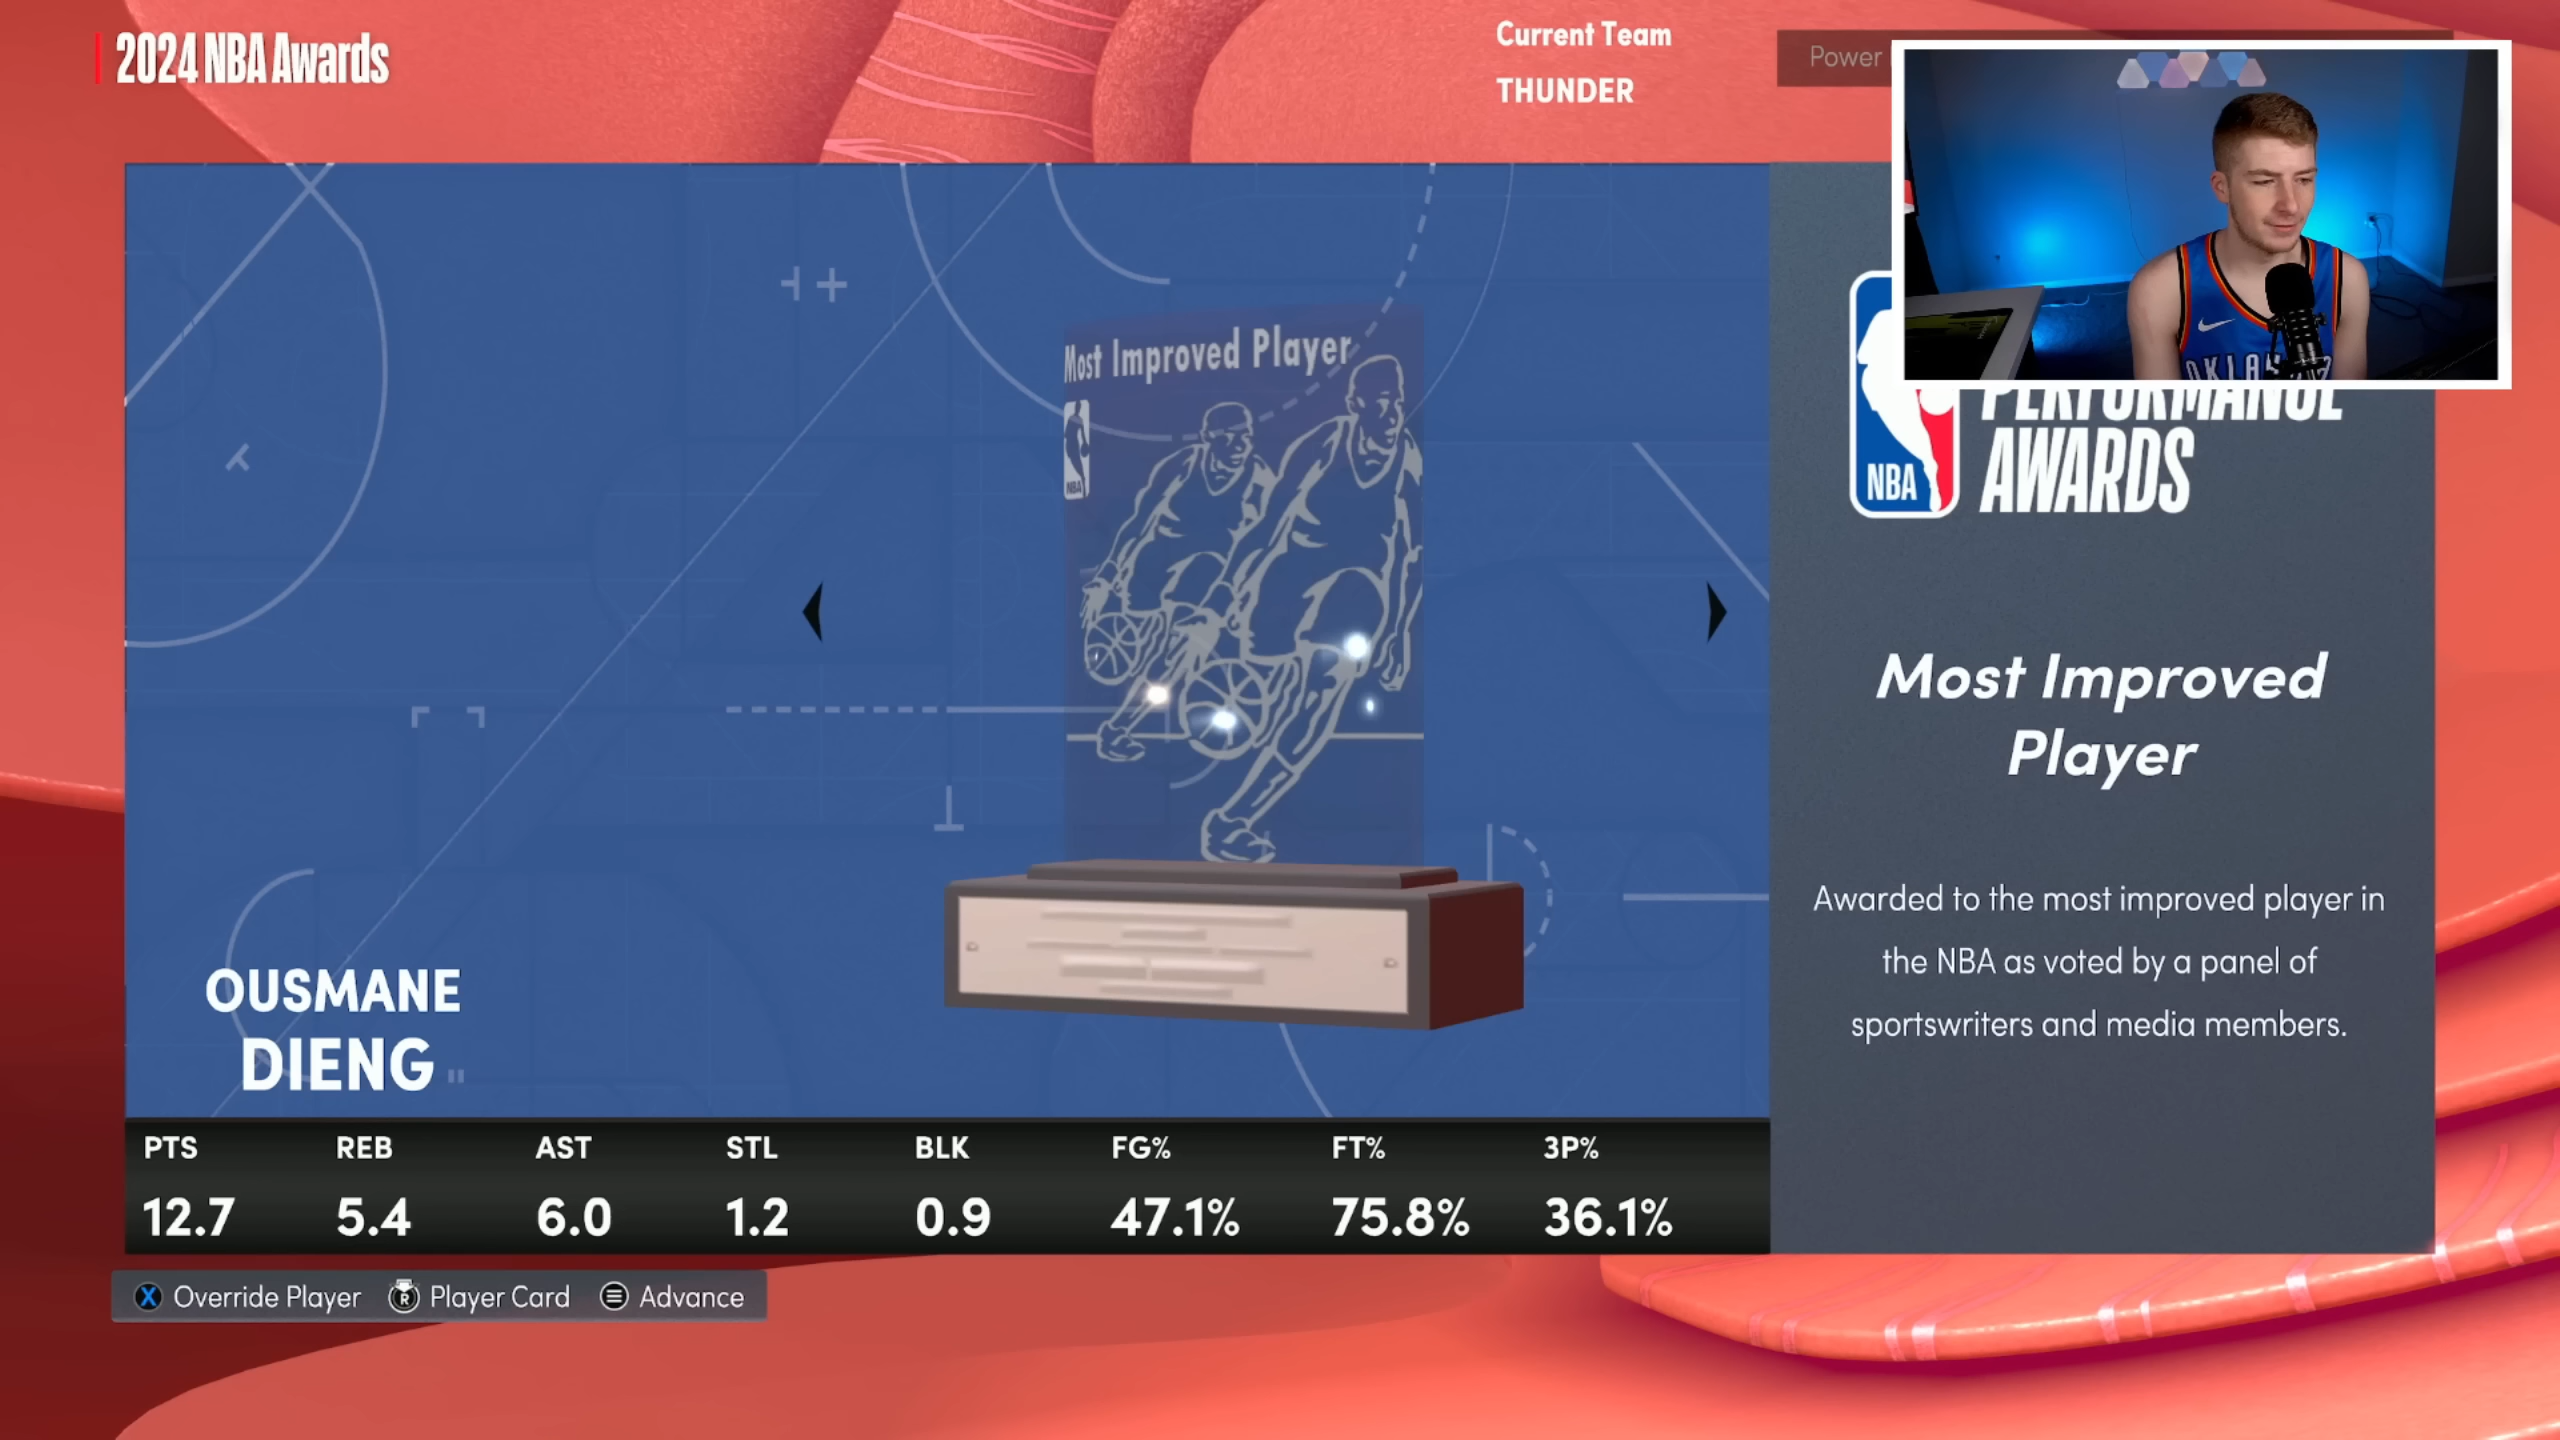 2024 NBA Awards
Current Team
THUNDER
Power
Most Improved Player
NBA
NBA
PERFORMANCE
AWARDS
Most Improved
Player
Awarded to the most improved player in
the NBA as voted by a panel of
sportswriters and media members.
OUSMANE
DIENG
PTS REB AST STL BLK FG% FT% 3P%
12.7 5.4 6.0 1.2 0.9 47.1% 75.8% 36.1%
X Override Player R Player Card Advance